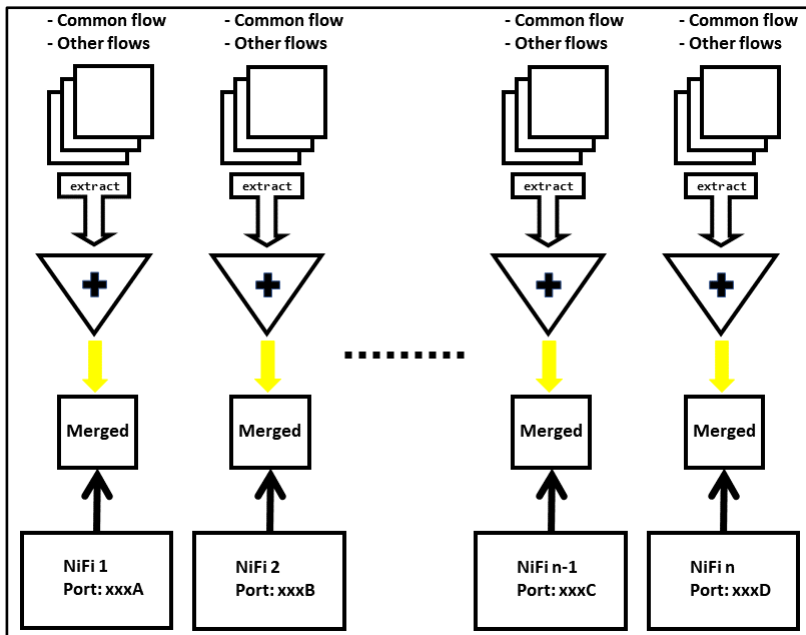 - Common flow
- Other flows
- Common flow
- Other flows
- Common flow
- Other flows
- Common flow
- Other flows
extract
extract
extract
extract
Merged
Merged
Merged
Merged
NiFi 1
Port: xxxA
NiFi 2
Port: xxxB
NiFi n-1
Port: xxxC
NiFi n
Port: xxxD